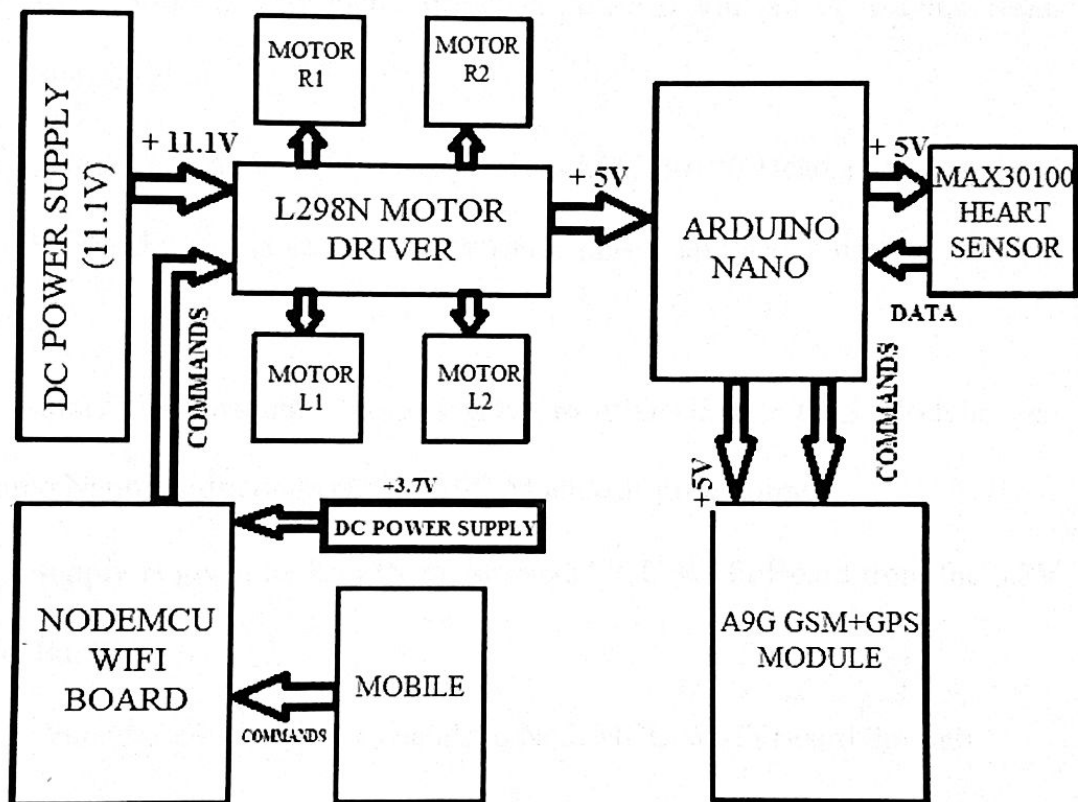 DC POWER SUPPLY
(11.1V)
MOTOR
R1
MOTOR
R2
+ 11.1V
L298N MOTOR
DRIVER
+ 5V
ARDUINO
NANO
+ 5V
MAX30100
HEART
SENSOR
DATA
COMMANDS
MOTOR
L1
MOTOR
L2
COMMANDS
+5V
+3.7V
DC POWER SUPPLY
NODEMCU
WIFI
BOARD
MOBILE
COMMANDS
A9G GSM+GPS
MODULE